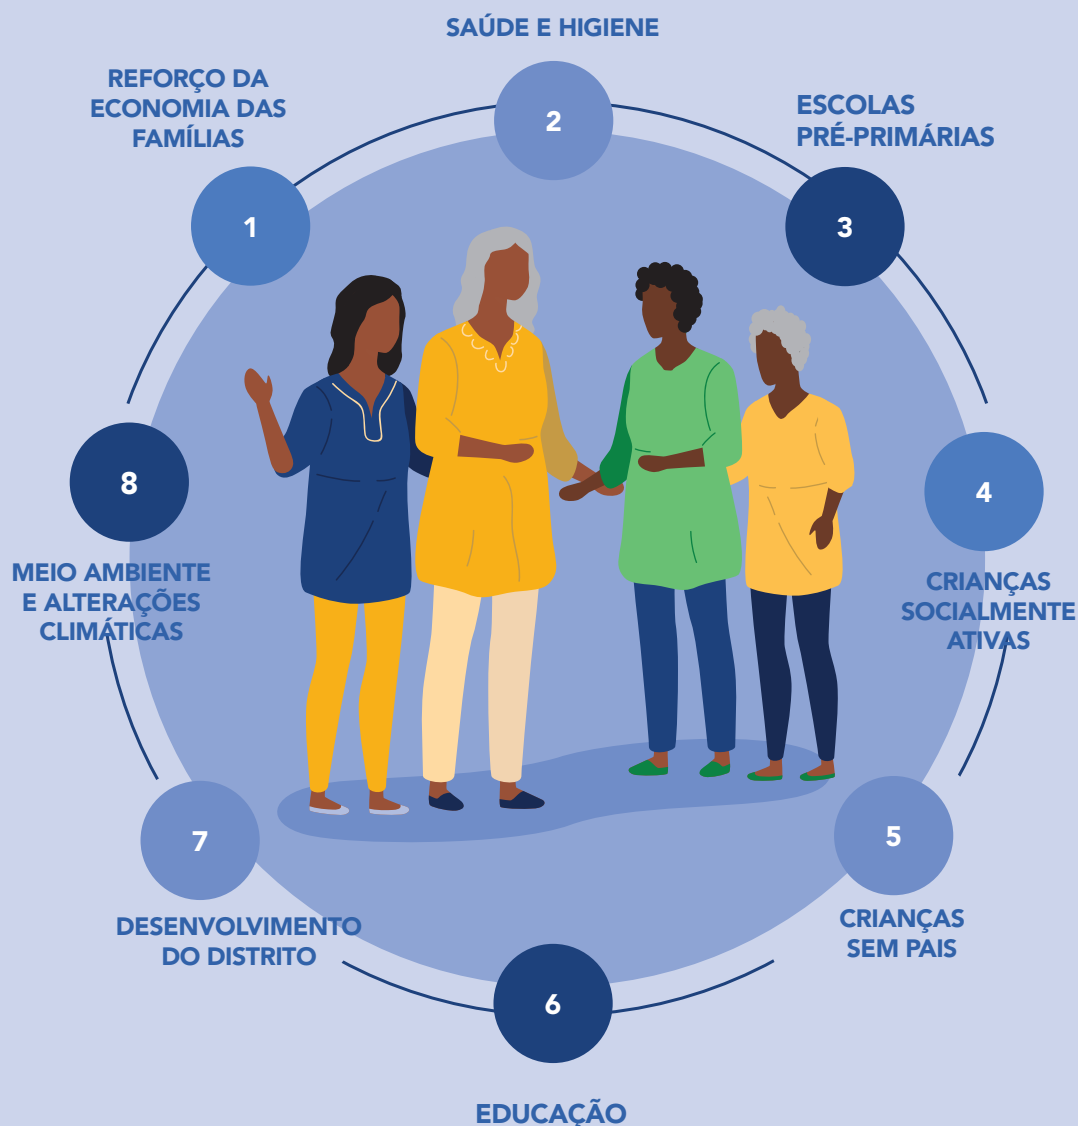 SAÚDE E HIGIENE
2
REFORÇO DA
ECONOMIA DAS
FAMÍLIAS
1
ESCOLAS
PRÉ-PRIMÁRIAS
3
4
CRIANÇAS
SOCIALMENTE
ATIVAS
5
CRIANÇAS
SEM PAIS
6
EDUCAÇÃO
7
DESENVOLVIMENTO
DO DISTRITO
8
MEIO AMBIENTE
E ALTERAÇÕES
CLIMÁTICAS